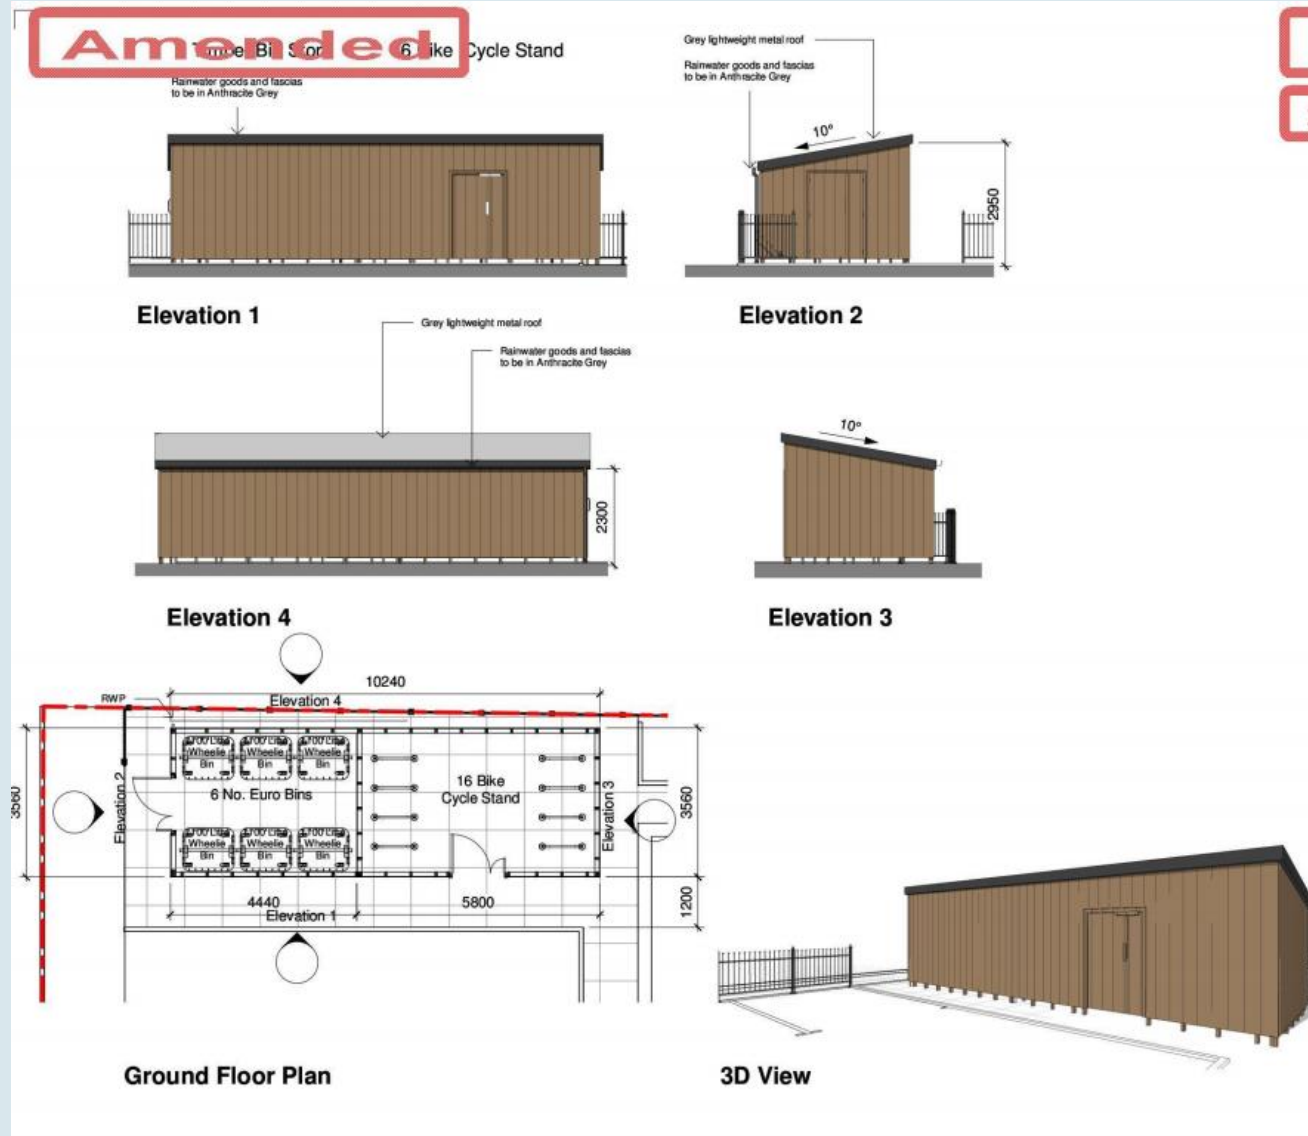 Amended
Cycle Stand
Rainwater goods and fascias
to be in Anthracite Grey
Grey lightweight metal roof
Rainwater goods and fascias
to be in Anthracite Grey
10°
2950
Elevation 1
Elevation 2
Grey lightweight metal roof
Rainwater goods and fascias
to be in Anthracite Grey
10°
2300
Elevation 4
Elevation 3
10240
RWP
Elevation 4
Wheelie
Bin
Wheelie
Bin
Wheelie
Bin
6 No. Euro Bins
16 Bike
Cycle Stand
Elevation 2
Elevation 3
3560
3560
Wheelie
Bin
Wheelie
Bin
Wheelie
Bin
4440
5800
1200
Elevation 1
Ground Floor Plan
3D View